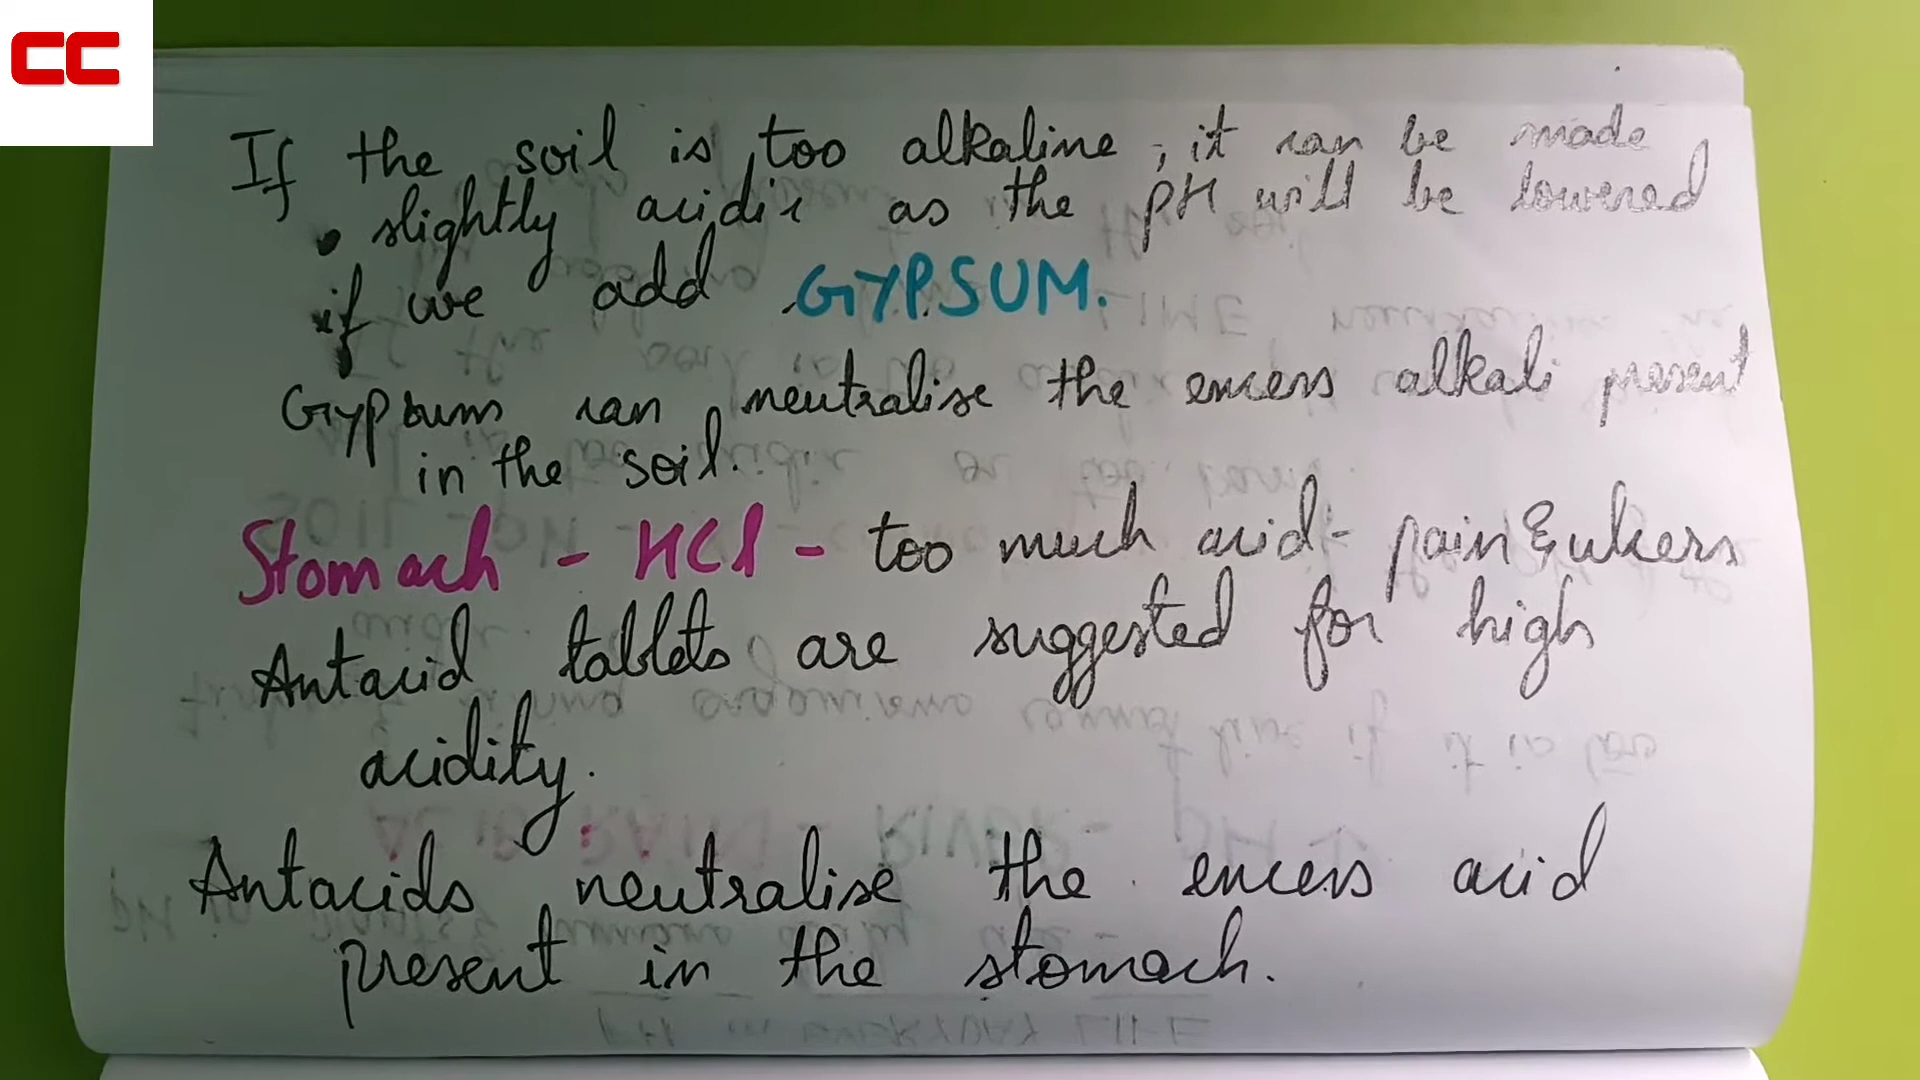 CC
If the soil is too alkaline, it can be made
slightly acidic as the pH will be lowered
if we add GYPSUM.
Gypsum can neutralise the excess alkali present
in the soil.
Stomach - HCl - too much acid - pain & ulcers
Antacid tablets are suggested for high
acidity.
Antacids neutralise the excess acid
present in the stomach.